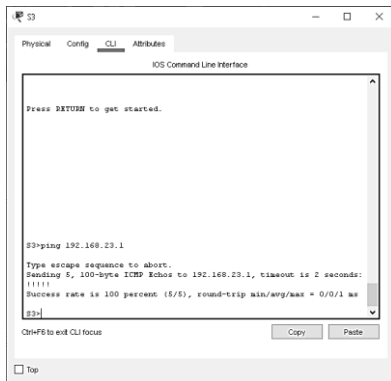 S3
Physical Config CLI Attributes
IOS Command Line Interface
Press RETURN to get started.
S3>ping 192.168.23.1
Type escape sequence to abort.
Sending 5, 100-byte ICMP Echos to 192.168.23.1, timeout is 2 seconds:
!!!!!
Success rate is 100 percent (5/5), round-trip min/avg/max = 0/0/1 ms
S3>
Ctrl+F6 to exit CLI focus
Copy Paste
Top